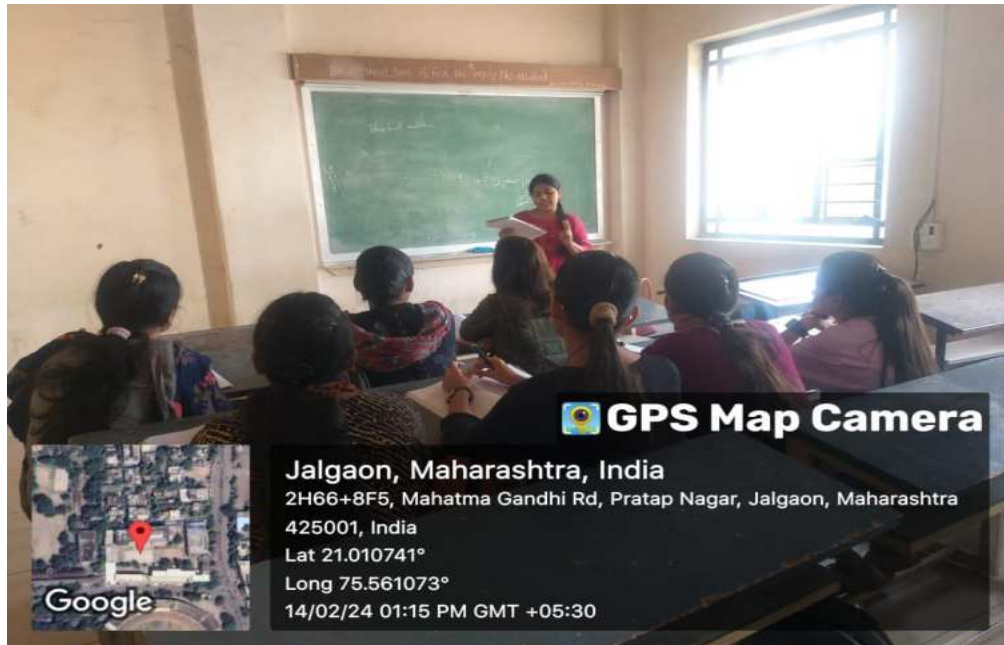 GPS Map Camera
Jalgaon, Maharashtra, India
2H66+8F5, Mahatma Gandhi Rd, Pratap Nagar, Jalgaon, Maharashtra
425001, India
Lat 21.010741°
Long 75.561073°
14/02/24 01:15 PM GMT +05:30
Google